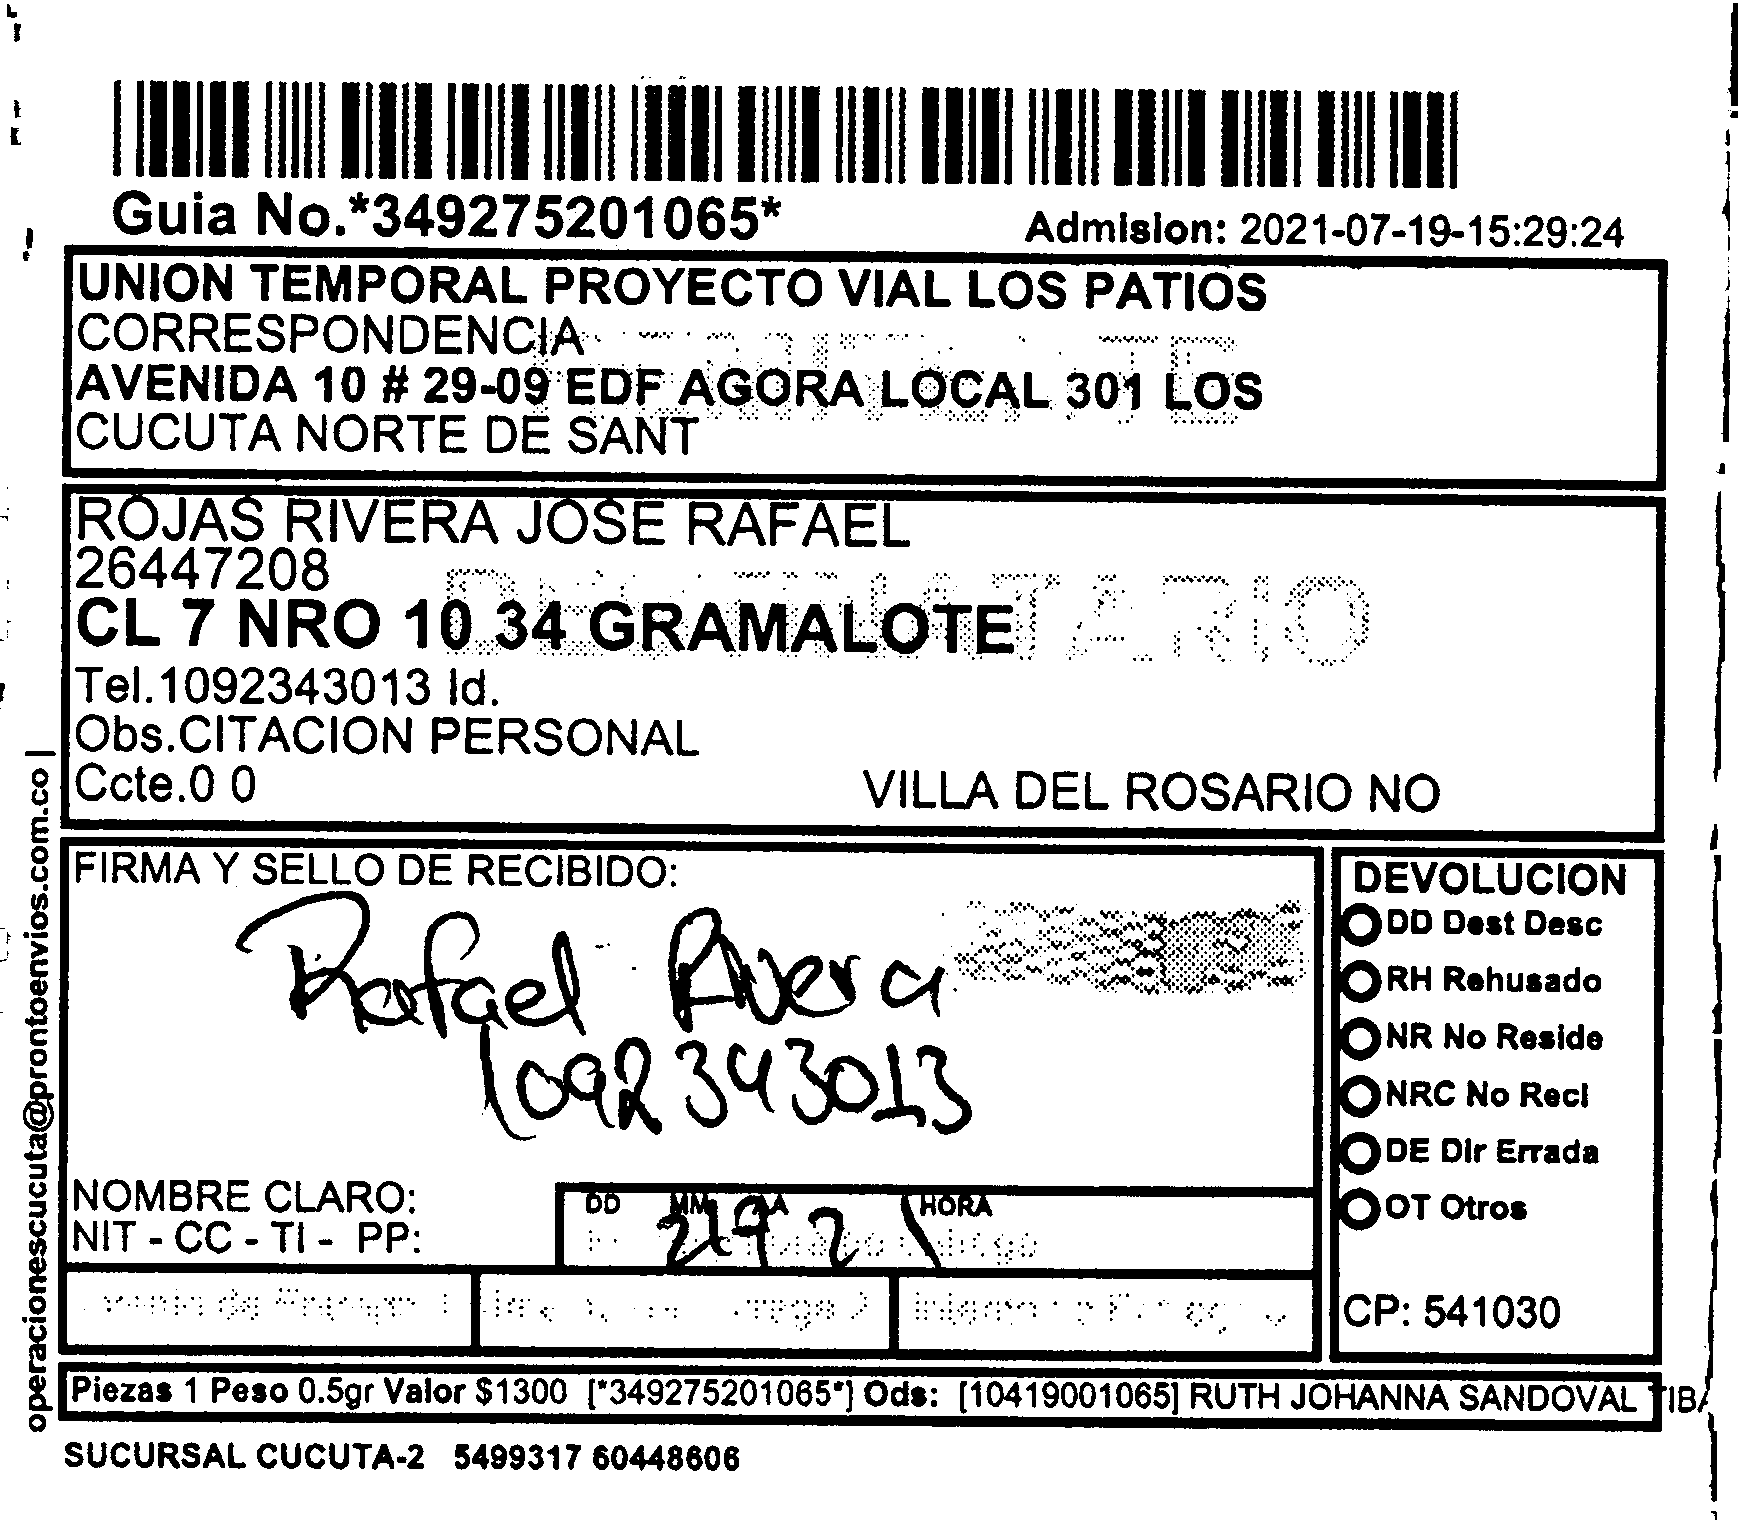 Guia No.*349275201065*
Admision: 2021-07-19-15:29:24
UNION TEMPORAL PROYECTO VIAL LOS PATIOS
CORRESPONDENCIA
AVENIDA 10 # 29-09 EDF AGORA LOCAL 301 LOS
CUCUTA NORTE DE SANT
ROJAS RIVERA JOSE RAFAEL
26447208
DESTINATARIO
CL 7 NRO 10 34 GRAMALOTE
Tel.1092343013 Id.
Obs.CITACION PERSONAL
Ccte.0 0
VILLA DEL ROSARIO NO
operacionescucuta@prontoenvios.com.co |
FIRMA Y SELLO DE RECIBIDO:
Rafael Rivera
1092343013
NOMBRE CLARO:
NIT - CC - TI - PP:
DD MM AA HORA
DEVOLUCION
DD Dest Desc
RH Rehusado
NR No Reside
NRC No Recl
DE Dir Errada
OT Otros
CP: 541030
Piezas 1 Peso 0.5gr Valor $1300 [*349275201065*] Ods: [10419001065] RUTH JOHANNA SANDOVAL TIBA
SUCURSAL CUCUTA-2 5499317 60448606